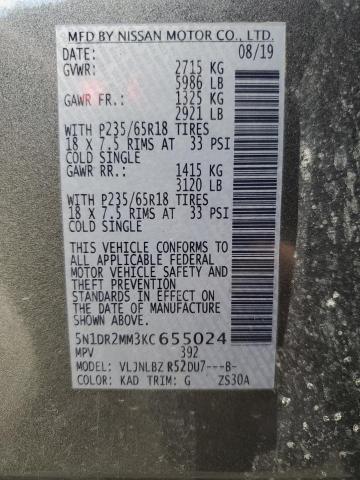 MFD BY NISSAN MOTOR CO., LTD.
DATE: 08/19
GVWR: 2715 KG
5986 LB
GAWR FR.: 1325 KG
2921 LB
WITH P235/65R18 TIRES
18 X 7.5 RIMS AT 33 PSI
COLD SINGLE
GAWR RR.: 1415 KG
3120 LB
WITH P235/65R18 TIRES
18 X 7.5 RIMS AT 33 PSI
COLD SINGLE
THIS VEHICLE CONFORMS TO
ALL APPLICABLE FEDERAL
MOTOR VEHICLE SAFETY AND
THEFT PREVENTION
STANDARDS IN EFFECT ON
THE DATE OF MANUFACTURE
SHOWN ABOVE.
5N1DR2MM3KC655024
MPV 392
MODEL: VLJNLBZ R52DU7---B-
COLOR: KAD TRIM: G ZS30A